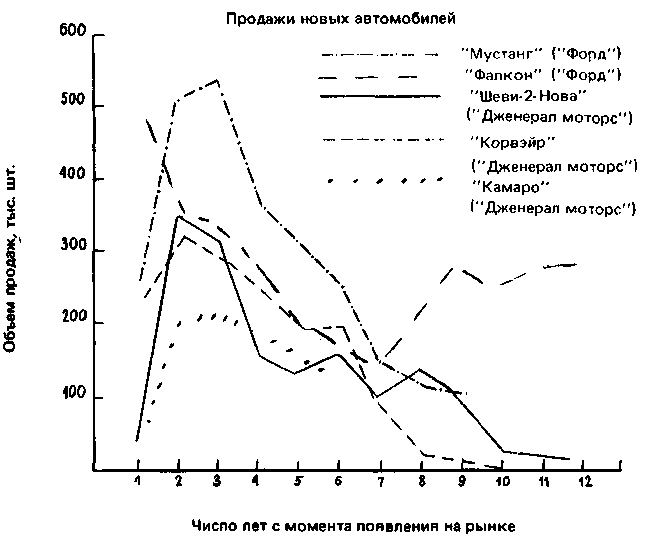 Продажи новых автомобилей
600
500
400
300
200
100
Объем продаж, тыс. шт.
"Мустанг" ("Форд")
"Фалкон" ("Форд")
"Шеви-2-Нова"
("Дженерал моторс")
"Корвэйр"
("Дженерал моторс")
"Камаро"
("Дженерал моторс")
1 2 3 4 5 6 7 8 9 10 11 12
Число лет с момента появления на рынке